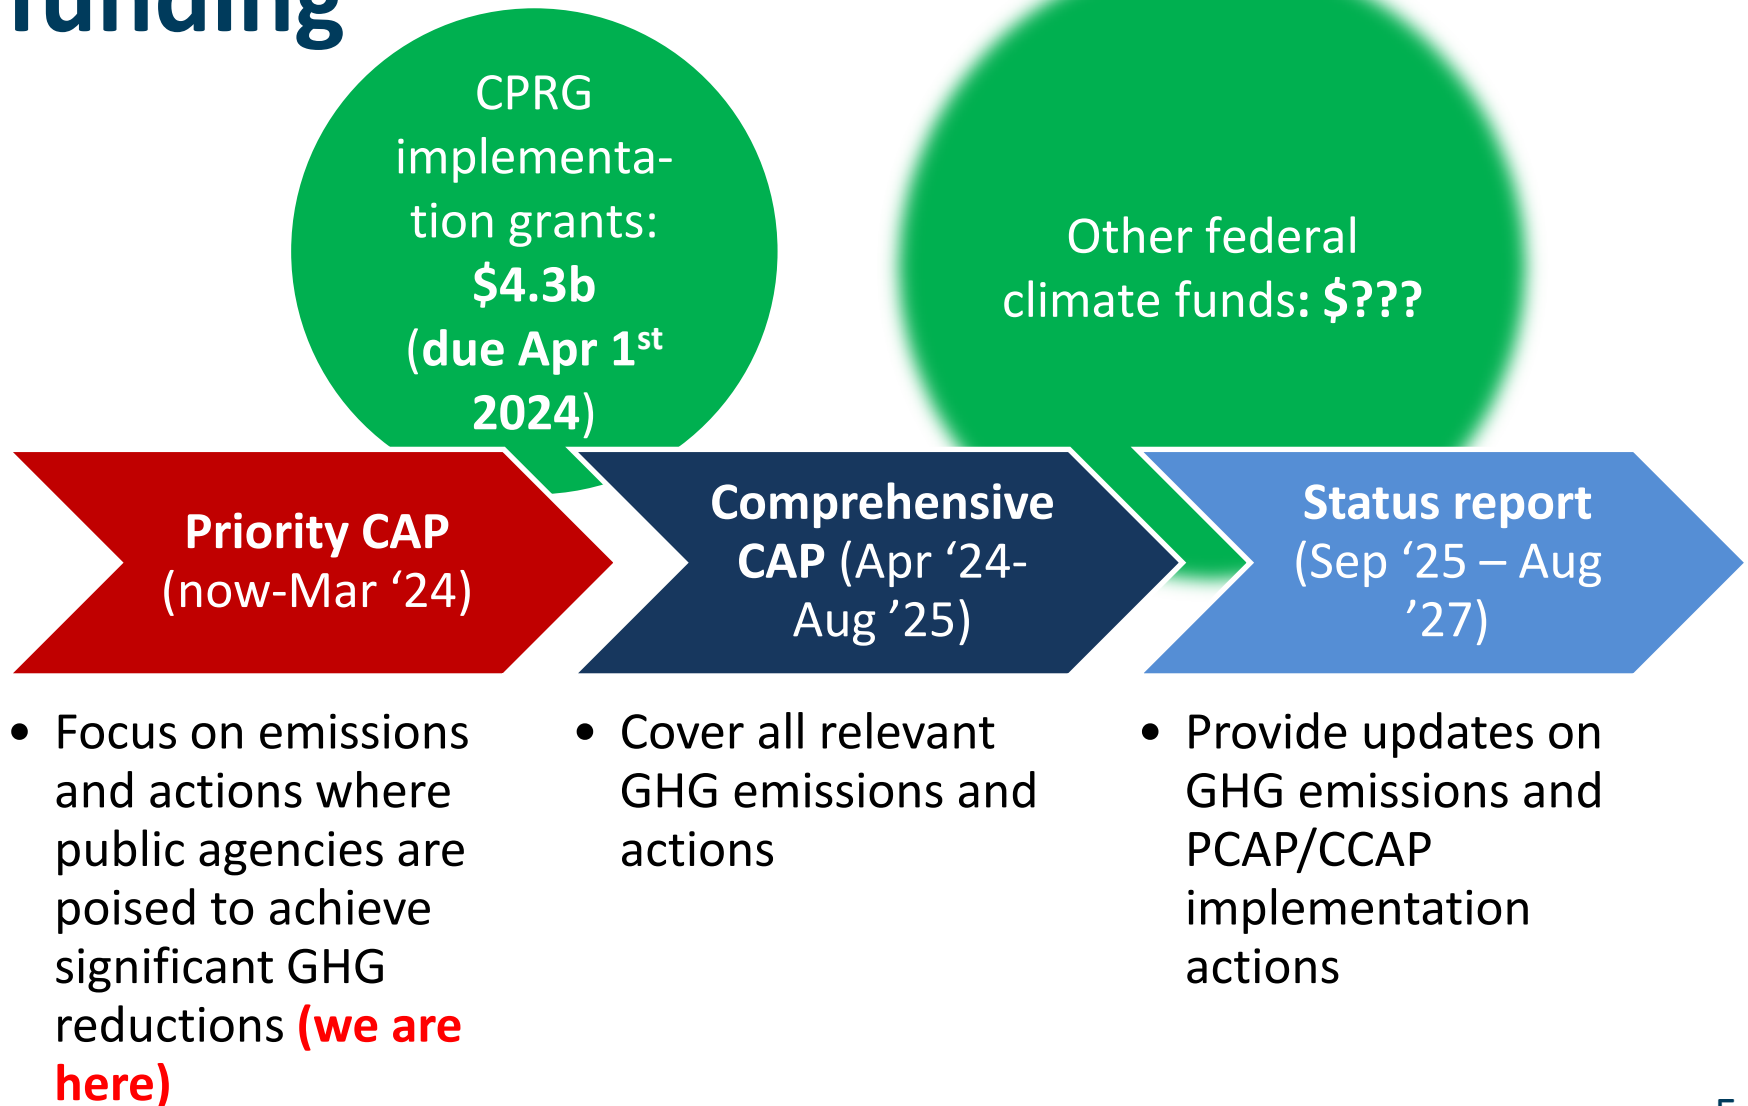 funding
CPRG
implementa-
tion grants:
$4.3b
(due Apr 1st
2024)
Other federal
climate funds: $???
Priority CAP
(now-Mar ‘24)
Comprehensive
CAP (Apr ‘24-
Aug ’25)
Status report
(Sep ‘25 – Aug
’27)
• Focus on emissions
and actions where
public agencies are
poised to achieve
significant GHG
reductions (we are
here)
• Cover all relevant
GHG emissions and
actions
• Provide updates on
GHG emissions and
PCAP/CCAP
implementation
actions